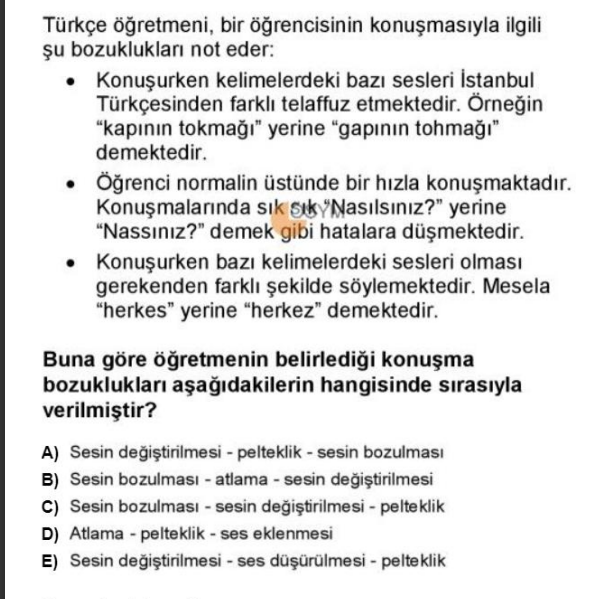 Türkçe öğretmeni, bir öğrencisinin konuşmasıyla ilgili
şu bozuklukları not eder:
• Konuşurken kelimelerdeki bazı sesleri İstanbul
Türkçesinden farklı telaffuz etmektedir. Örneğin
“kapının tokmağı” yerine “gapının tohmağı”
demektedir.
• Öğrenci normalin üstünde bir hızla konuşmaktadır.
Konuşmalarında sık sık “Nasılsınız?” yerine
“Nassınız?” demek gibi hatalara düşmektedir.
• Konuşurken bazı kelimelerdeki sesleri olması
gerekenden farklı şekilde söylemektedir. Mesela
“herkes” yerine “herkez” demektedir.
Buna göre öğretmenin belirlediği konuşma
bozuklukları aşağıdakilerin hangisinde sırasıyla
verilmiştir?
A) Sesin değiştirilmesi - pelteklik - sesin bozulması
B) Sesin bozulması - atlama - sesin değiştirilmesi
C) Sesin bozulması - sesin değiştirilmesi - pelteklik
D) Atlama - pelteklik - ses eklenmesi
E) Sesin değiştirilmesi - ses düşürülmesi - pelteklik